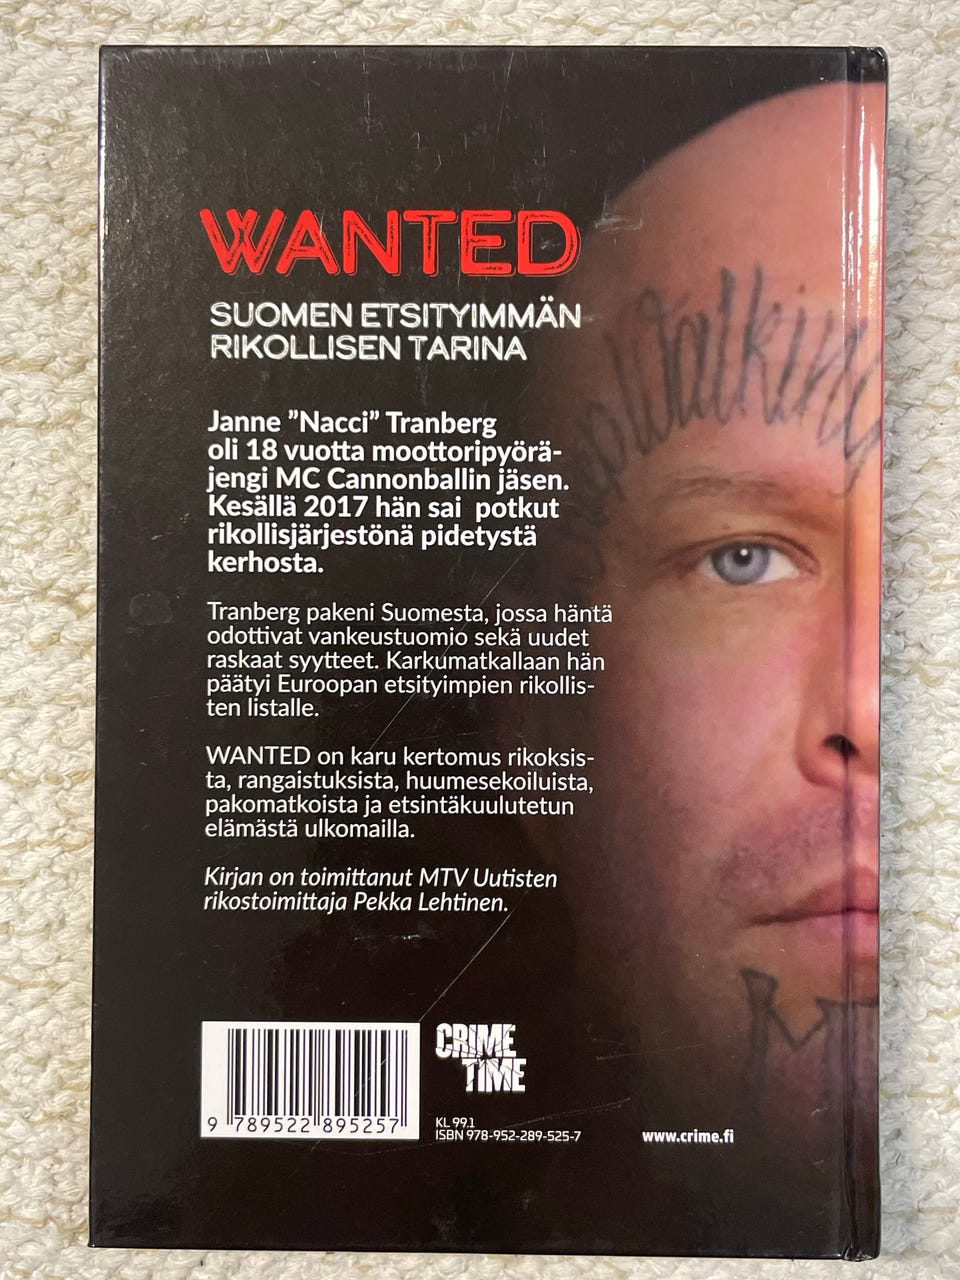 WANTED
SUOMEN ETSITYIMMÄN
RIKOLLISEN TARINA
Janne ”Nacci” Tranberg
oli 18 vuotta moottoripyörä-
jengi MC Cannonballin jäsen.
Kesällä 2017 hän sai potkut
rikollisjärjestönä pidetystä
kerhosta.
Tranberg pakeni Suomesta, jossa häntä
odottivat vankeustuomio sekä uudet
raskaat syytteet. Karkumatkallaan hän
päätyi Euroopan etsityimpien rikollis-
ten listalle.
WANTED on karu kertomus rikoksis-
ta, rangaistuksista, huumesekoiluista,
pakomatkoista ja etsintäkuulutetun
elämästä ulkomailla.
Kirjan on toimittanut MTV Uutisten
rikostoimittaja Pekka Lehtinen.
CRIME
TIME
9 789522 895257
KL 99.1
ISBN 978-952-289-525-7
www.crime.fi